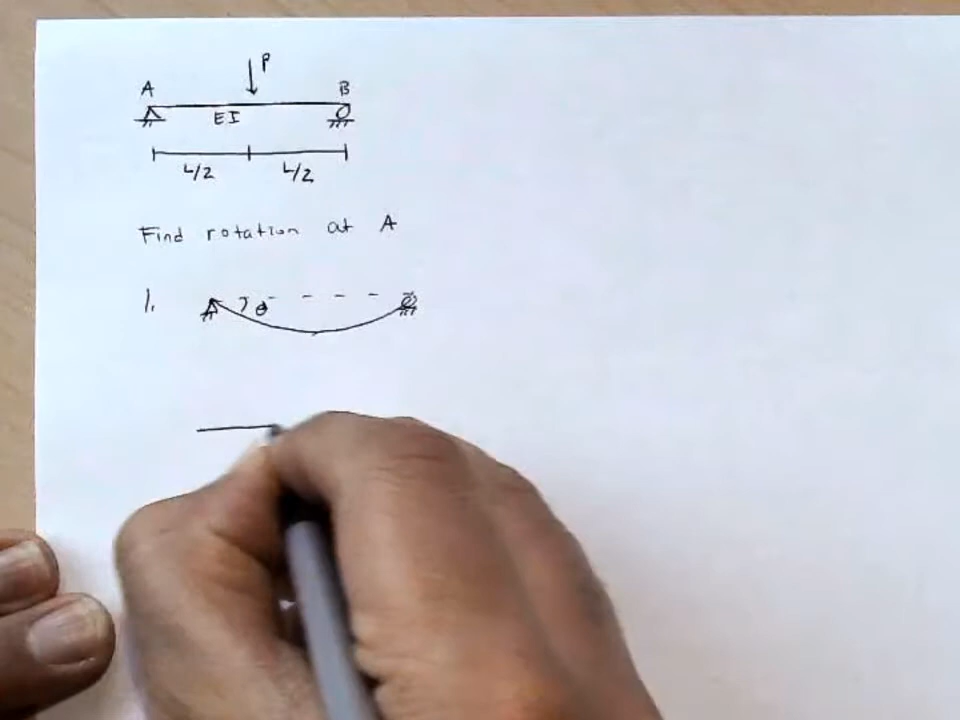 P
A B
EI
L/2 L/2
Find rotation at A
1. θ